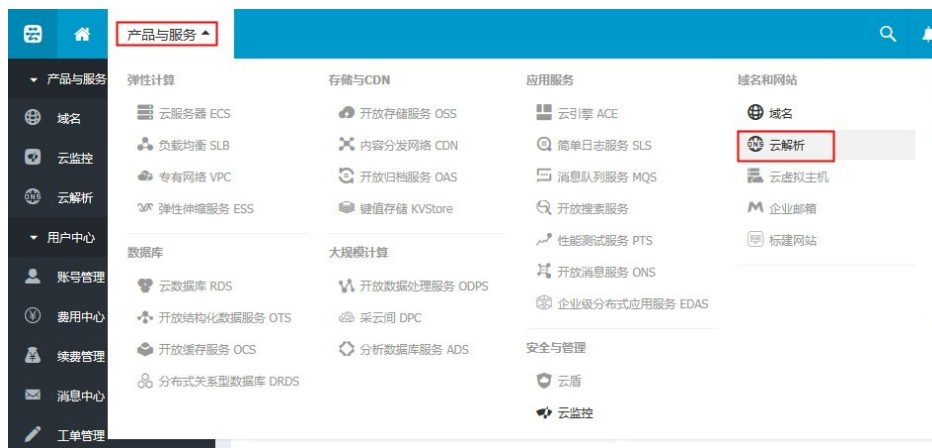 产品与服务
产品与服务
域名
云监控
云解析
用户中心
账号管理
费用中心
续费管理
消息中心
工单管理
弹性计算
云服务器 ECS
负载均衡 SLB
专有网络 VPC
弹性伸缩服务 ESS
数据库
云数据库 RDS
开放结构化数据服务 OTS
开放缓存服务 OCS
分布式关系型数据库 DRDS
存储与CDN
开放存储服务 OSS
内容分发网络 CDN
开放归档服务 OAS
键值存储 KVStore
大规模计算
开放数据处理服务 ODPS
采云间 DPC
分析数据库服务 ADS
应用服务
云引擎 ACE
简单日志服务 SLS
消息队列服务 MQS
开放搜索服务
性能测试服务 PTS
开放消息服务 ONS
企业级分布式应用服务 EDAS
安全与管理
云盾
云监控
域名和网站
域名
DNS 云解析
云虚拟主机
企业邮箱
标建网站